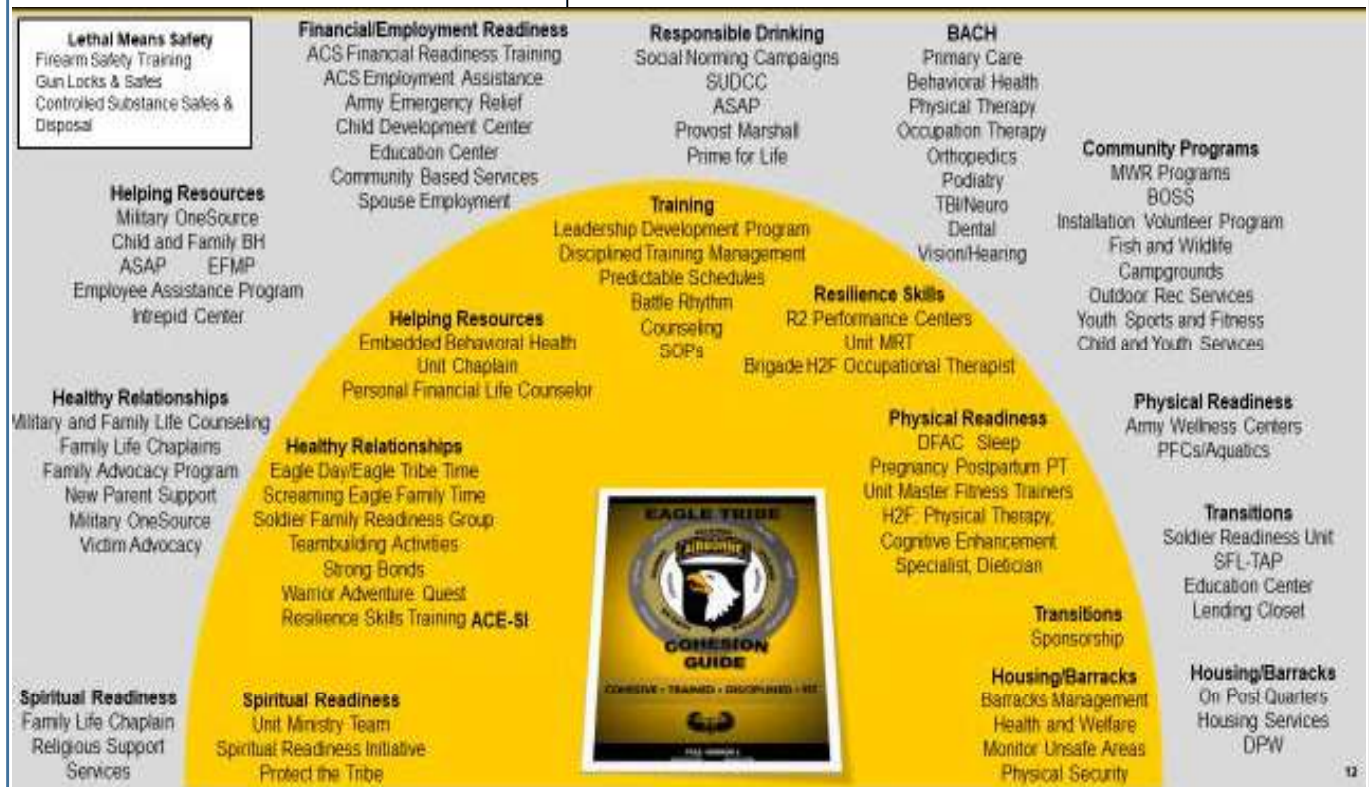 Lethal Means Safety
Firearm Safety Training
Gun Locks & Safes
Controlled Substance Safes &
Disposal
Financial/Employment Readiness
ACS Financial Readiness Training
ACS Employment Assistance
Army Emergency Relief
Child Development Center
Education Center
Community Based Services
Spouse Employment
Responsible Drinking
Social Norming Campaigns
SUDCC
ASAP
Provost Marshall
Prime for Life
BACH
Primary Care
Behavioral Health
Physical Therapy
Occupation Therapy
Orthopedics
Podiatry
TBI/Neuro
Dental
Vision/Hearing
Community Programs
MWR Programs
BOSS
Installation Volunteer Program
Fish and Wildlife
Campgrounds
Outdoor Rec Services
Youth Sports and Fitness
Child and Youth Services
Helping Resources
Military OneSource
Child and Family BH
ASAP EFMP
Employee Assistance Program
Intrepid Center
Training
Leadership Development Program
Disciplined Training Management
Predictable Schedules
Battle Rhythm
Counseling
SOPs
Resilience Skills
R2 Performance Centers
Unit MRT
Brigade H2F Occupational Therapist
Helping Resources
Embedded Behavioral Health
Unit Chaplain
Personal Financial Life Counselor
Healthy Relationships
Military and Family Life Counseling
Family Life Chaplains
Family Advocacy Program
New Parent Support
Military OneSource
Victim Advocacy
Healthy Relationships
Eagle Day/Eagle Tribe Time
Screaming Eagle Family Time
Soldier Family Readiness Group
Teambuilding Activities
Strong Bonds
Warrior Adventure Quest
Resilience Skills Training ACE-SI
Physical Readiness
DFAC Sleep
Pregnancy Postpartum PT
Unit Master Fitness Trainers
H2F: Physical Therapy,
Cognitive Enhancement
Specialist, Dietician
Physical Readiness
Army Wellness Centers
PFCs/Aquatics
Transitions
Soldier Readiness Unit
SFL-TAP
Education Center
Lending Closet
EAGLE TRIBE
AIRBORNE
COHESION
GUIDE
COHESIVE • TRAINED • DISCIPLINED • FIT
Transitions
Sponsorship
Housing/Barracks
Barracks Management
Health and Welfare
Monitor Unsafe Areas
Physical Security
Housing/Barracks
On Post Quarters
Housing Services
DPW
Spiritual Readiness
Family Life Chaplain
Religious Support
Services
Spiritual Readiness
Unit Ministry Team
Spiritual Readiness Initiative
Protect the Tribe
12